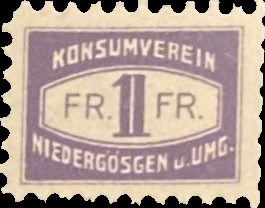 KONSUMVEREIN
FR. 1 FR.
NIEDERGÖSGEN u. UMG.